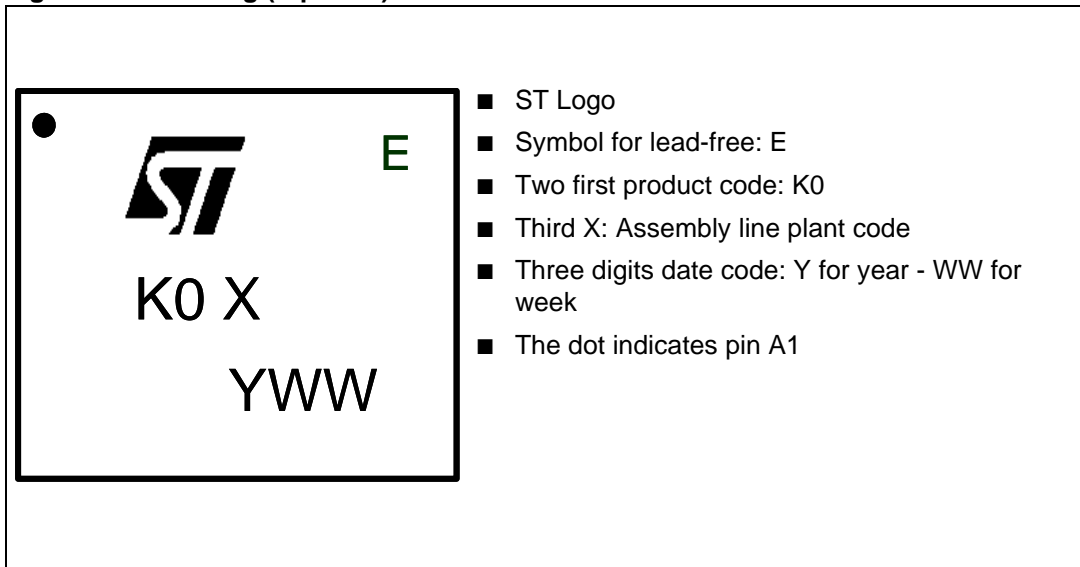 E
ST
K0 X
YWW
■ ST Logo
■ Symbol for lead-free: E
■ Two first product code: K0
■ Third X: Assembly line plant code
■ Three digits date code: Y for year - WW for
week
■ The dot indicates pin A1